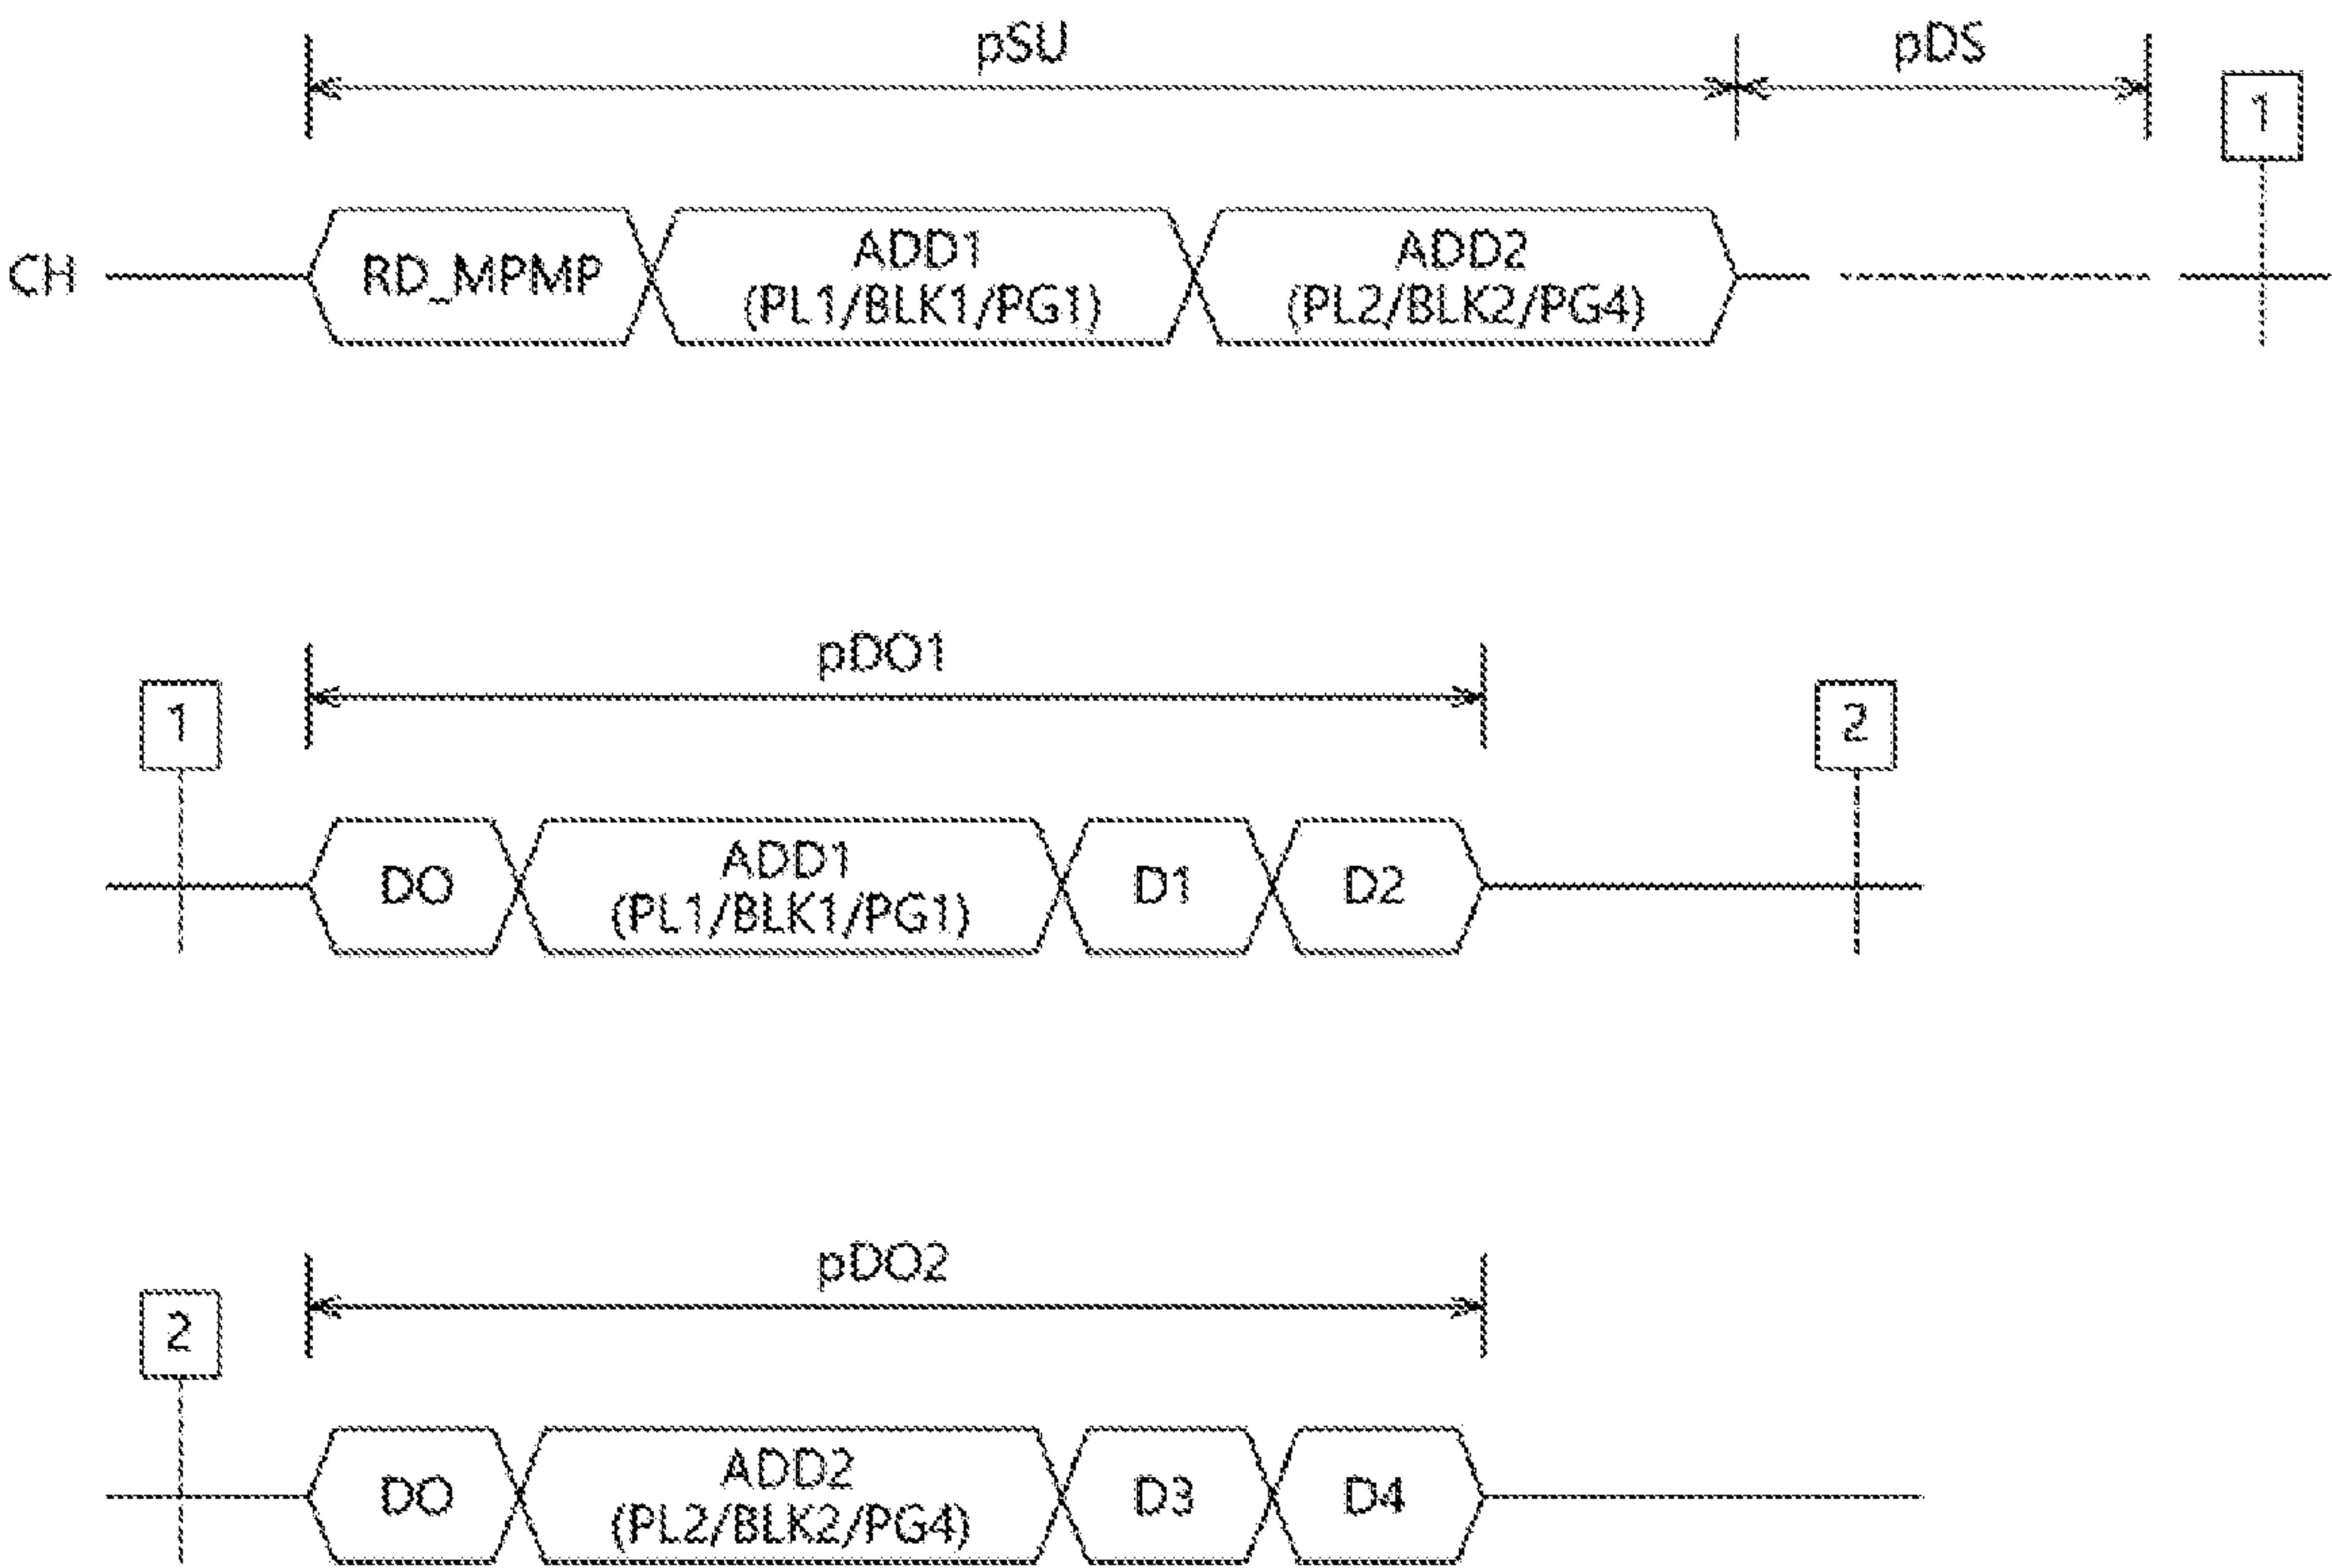 pSU
pDS
1
CH
RD_MPMP
ADD1
(PL1/BLK1/PG1)
ADD2
(PL2/BLK2/PG4)
pDO1
1
2
DO
ADD1
(PL1/BLK1/PG1)
D1
D2
pDO2
2
DO
ADD2
(PL2/BLK2/PG4)
D3
D4